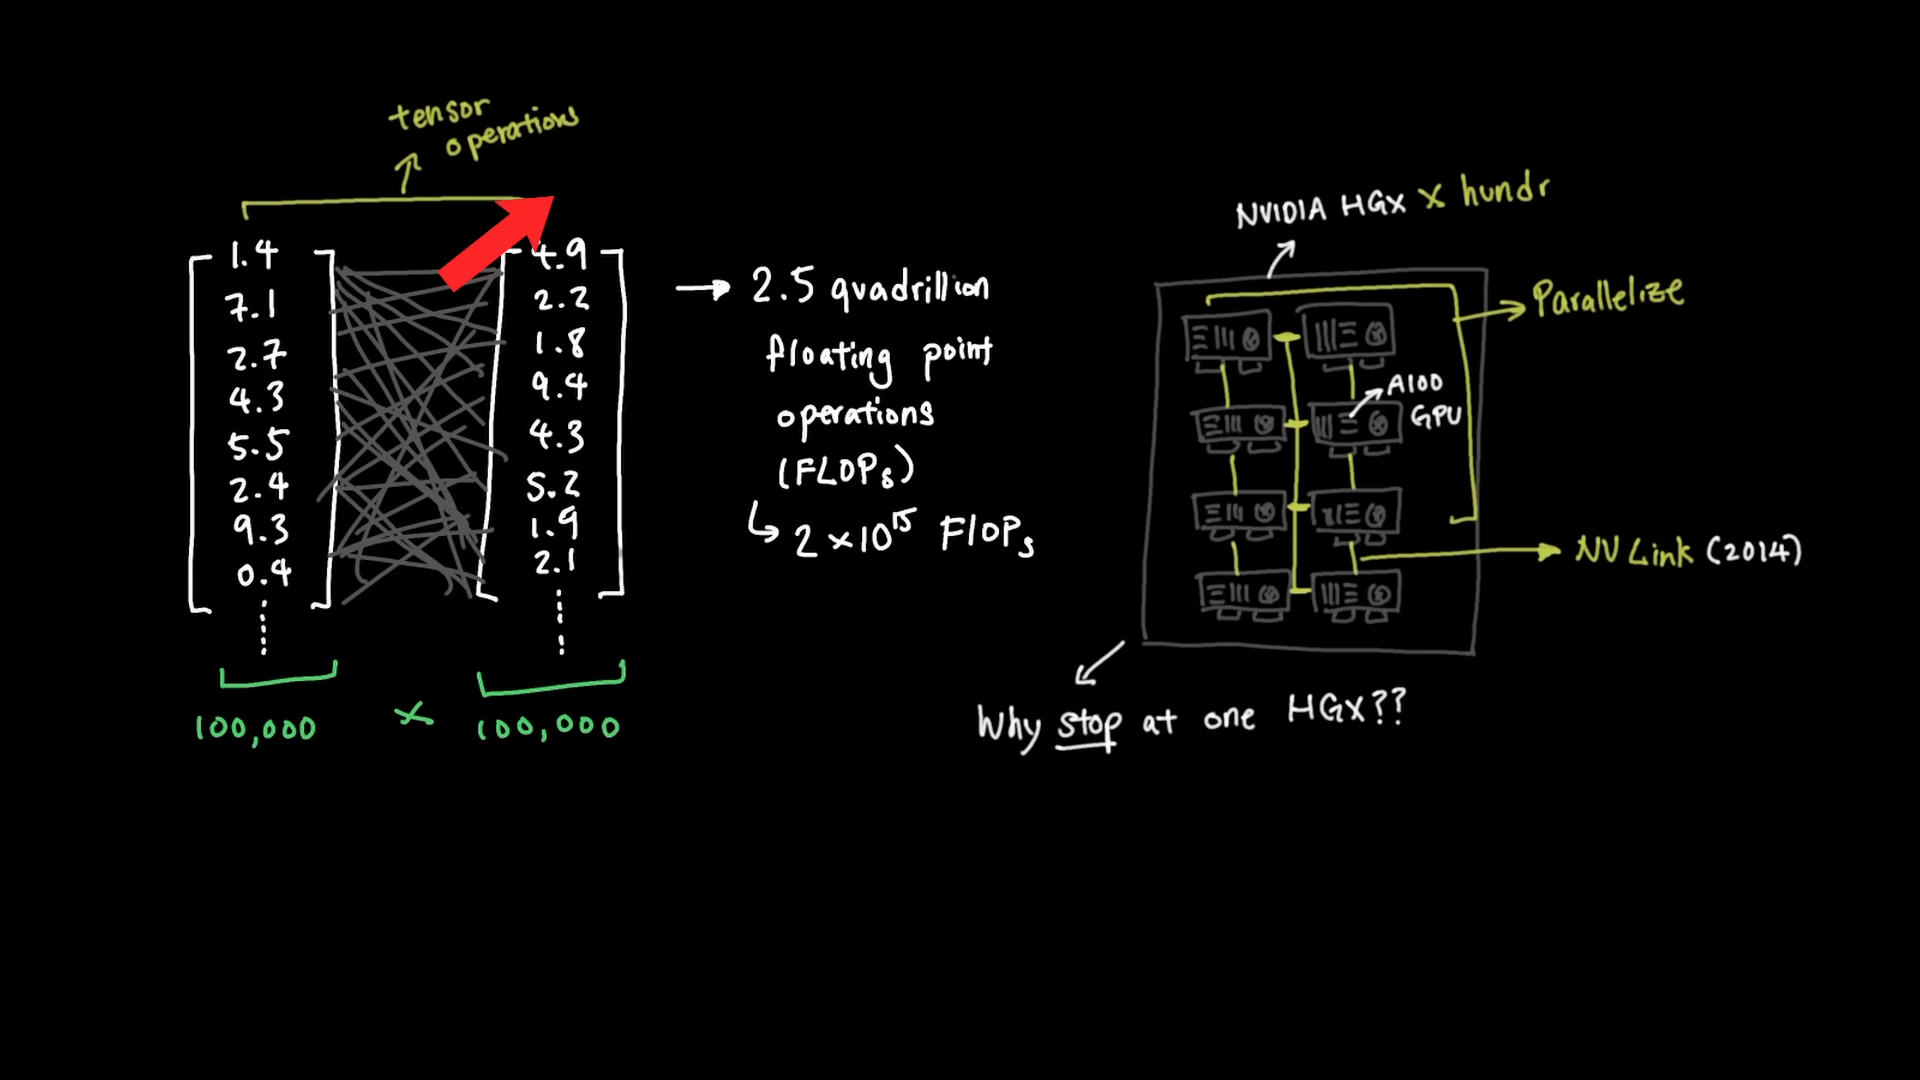 tensor
operations
1.4
7.1
2.7
4.3
5.5
2.4
9.3
0.4
4.9
2.2
1.8
9.4
4.3
5.2
1.9
2.1
100,000 x 100,000
→ 2.5 quadrillion
floating point
operations
(FLOPs)
↳ 2 x 10¹⁵ FlOPs
NVIDIA HGX x hundr
Parallelize
A100
GPU
NV Link (2014)
Why stop at one HGX??